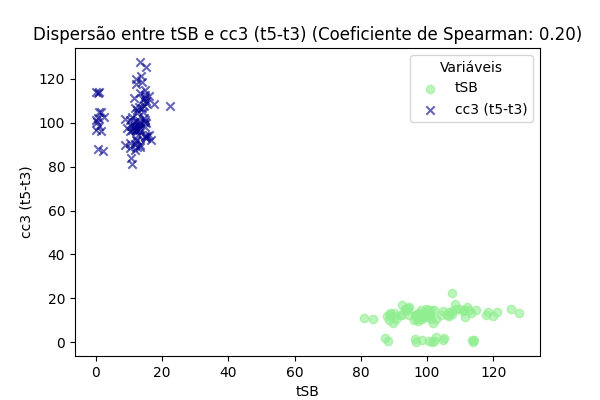 Dispersão entre tSB e cc3 (t5-t3) (Coeficiente de Spearman: 0.20)
Variáveis
tSB
cc3 (t5-t3)
cc3 (t5-t3)
120
100
80
60
40
20
0
0 20 40 60 80 100 120
tSB